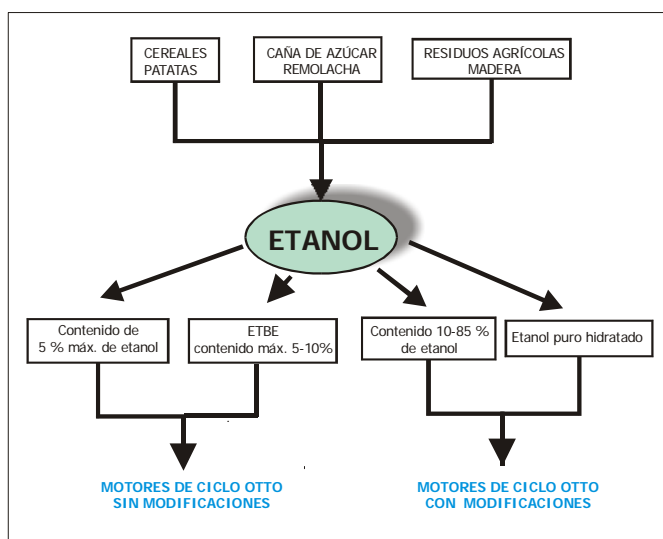 CEREALES
PATATAS
CAÑA DE AZÚCAR
REMOLACHA
RESIDUOS AGRÍCOLAS
MADERA
ETANOL
Contenido de
5 % máx. de etanol
ETBE
contenido máx. 5-10%
Contenido 10-85 %
de etanol
Etanol puro hidratado
MOTORES DE CICLO OTTO
SIN MODIFICACIONES
MOTORES DE CICLO OTTO
CON MODIFICACIONES